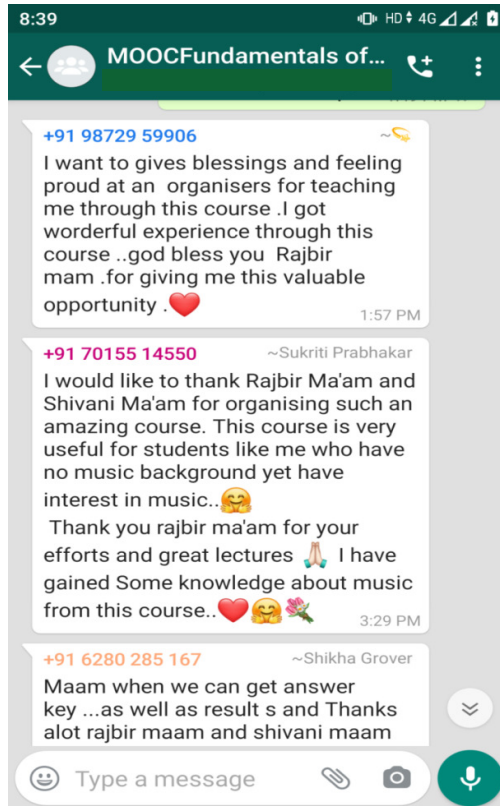 8:39 HD 4G
MOOCFundamentals of...
+91 98729 59906 ~💫
I want to gives blessings and feeling
proud at an organisers for teaching
me through this course .I got
worderful experience through this
course ..god bless you Rajbir
mam .for giving me this valuable
opportunity .❤️
1:57 PM
+91 70155 14550 ~Sukriti Prabhakar
I would like to thank Rajbir Ma'am and
Shivani Ma'am for organising such an
amazing course. This course is very
useful for students like me who have
no music background yet have
interest in music..🤗
Thank you rajbir ma'am for your
efforts and great lectures 🙏🏻 I have
gained Some knowledge about music
from this course..❤️🤗💐
3:29 PM
+91 6280 285 167 ~Shikha Grover
Maam when we can get answer
key ...as well as result s and Thanks
alot rajbir maam and shivani maam
Type a message